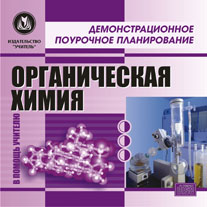 ДЕМОНСТРАЦИОННОЕ
ПОУРОЧНОЕ ПЛАНИРОВАНИЕ
ИЗДАТЕЛЬСТВО
"УЧИТЕЛЬ"
ОРГАНИЧЕСКАЯ
ХИМИЯ
В ПОМОЩЬ УЧИТЕЛЮ